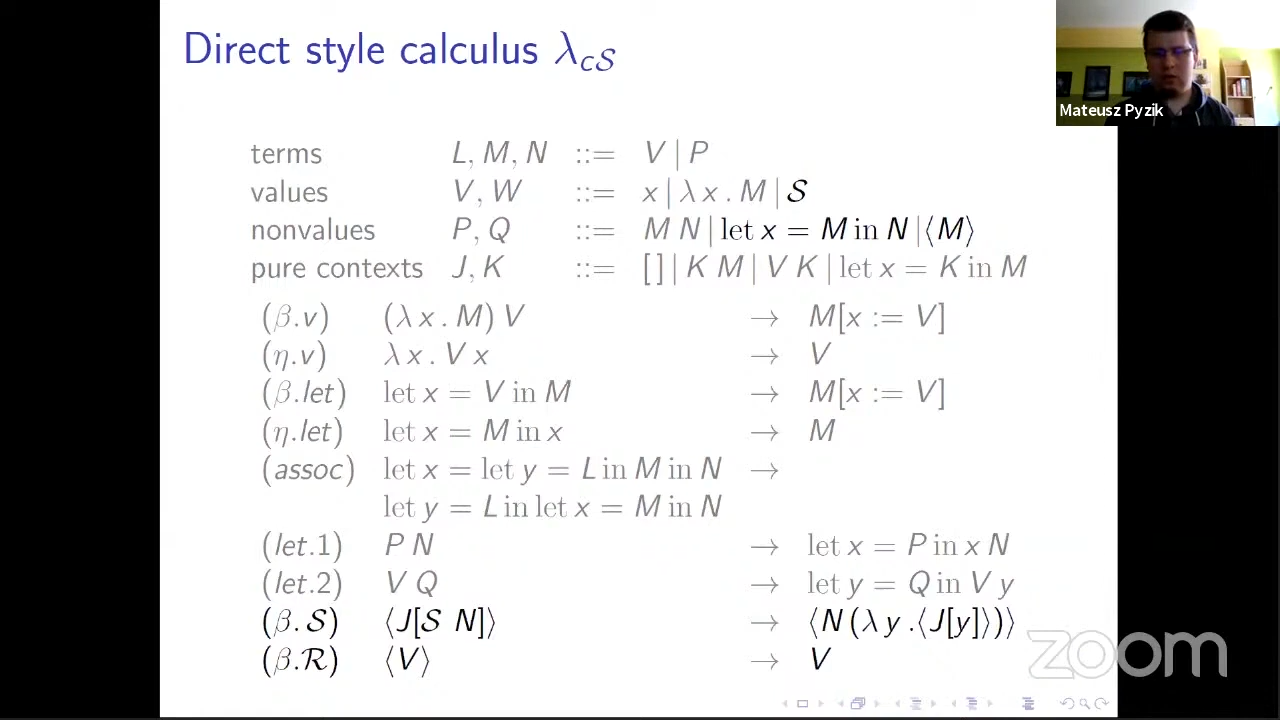 Direct style calculus λ_{c𝒮}
Mateusz Pyzik
terms L, M, N ::= V | P
values V, W ::= x | λ x . M | 𝒮
nonvalues P, Q ::= M N | let x = M in N | ⟨M⟩
pure contexts J, K ::= [ ] | K M | V K | let x = K in M
(β.v) (λ x . M) V → M[x := V]
(η.v) λ x . V x → V
(β.let) let x = V in M → M[x := V]
(η.let) let x = M in x → M
(assoc) let x = let y = L in M in N →
let y = L in let x = M in N
(let.1) P N → let x = P in x N
(let.2) V Q → let y = Q in V y
(β.𝒮) ⟨J[𝒮 N]⟩ → ⟨N (λ y .⟨J[y]⟩)⟩
(β.ℛ) ⟨V⟩ → V
zoom